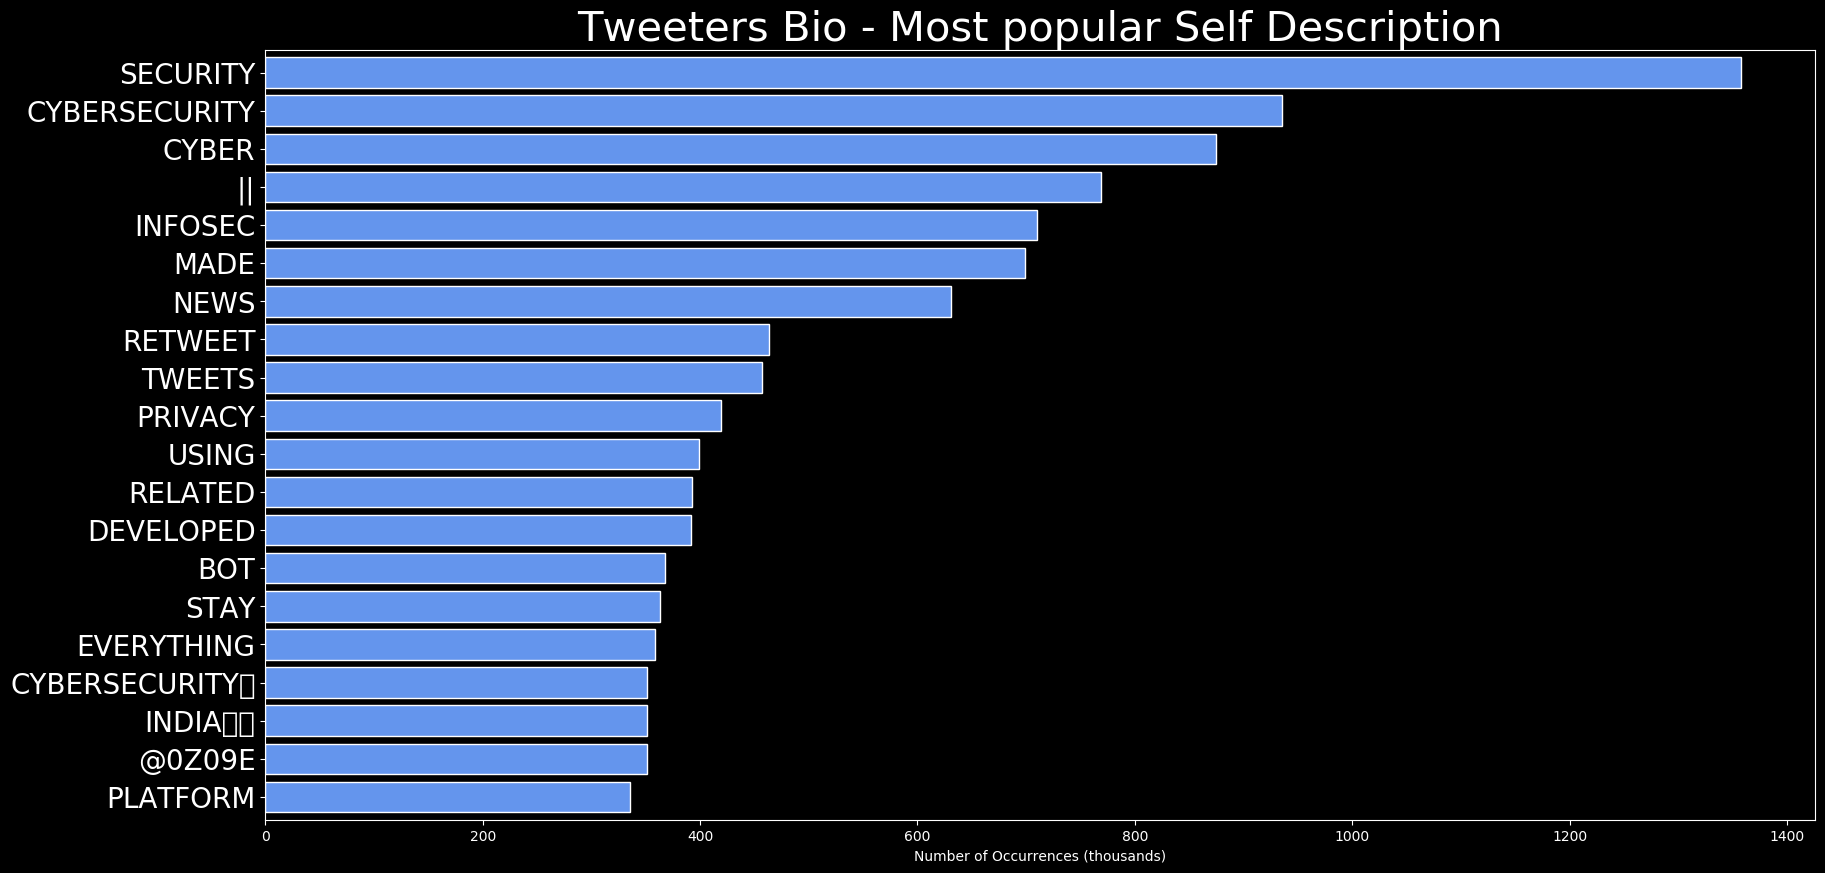 Tweeters Bio - Most popular Self Description
SECURITY
CYBERSECURITY
CYBER
||
INFOSEC
MADE
NEWS
RETWEET
TWEETS
PRIVACY
USING
RELATED
DEVELOPED
BOT
STAY
EVERYTHING
CYBERSECURITY▯
INDIA▯▯
@0Z09E
PLATFORM
0 200 400 600 800 1000 1200 1400
Number of Occurrences (thousands)